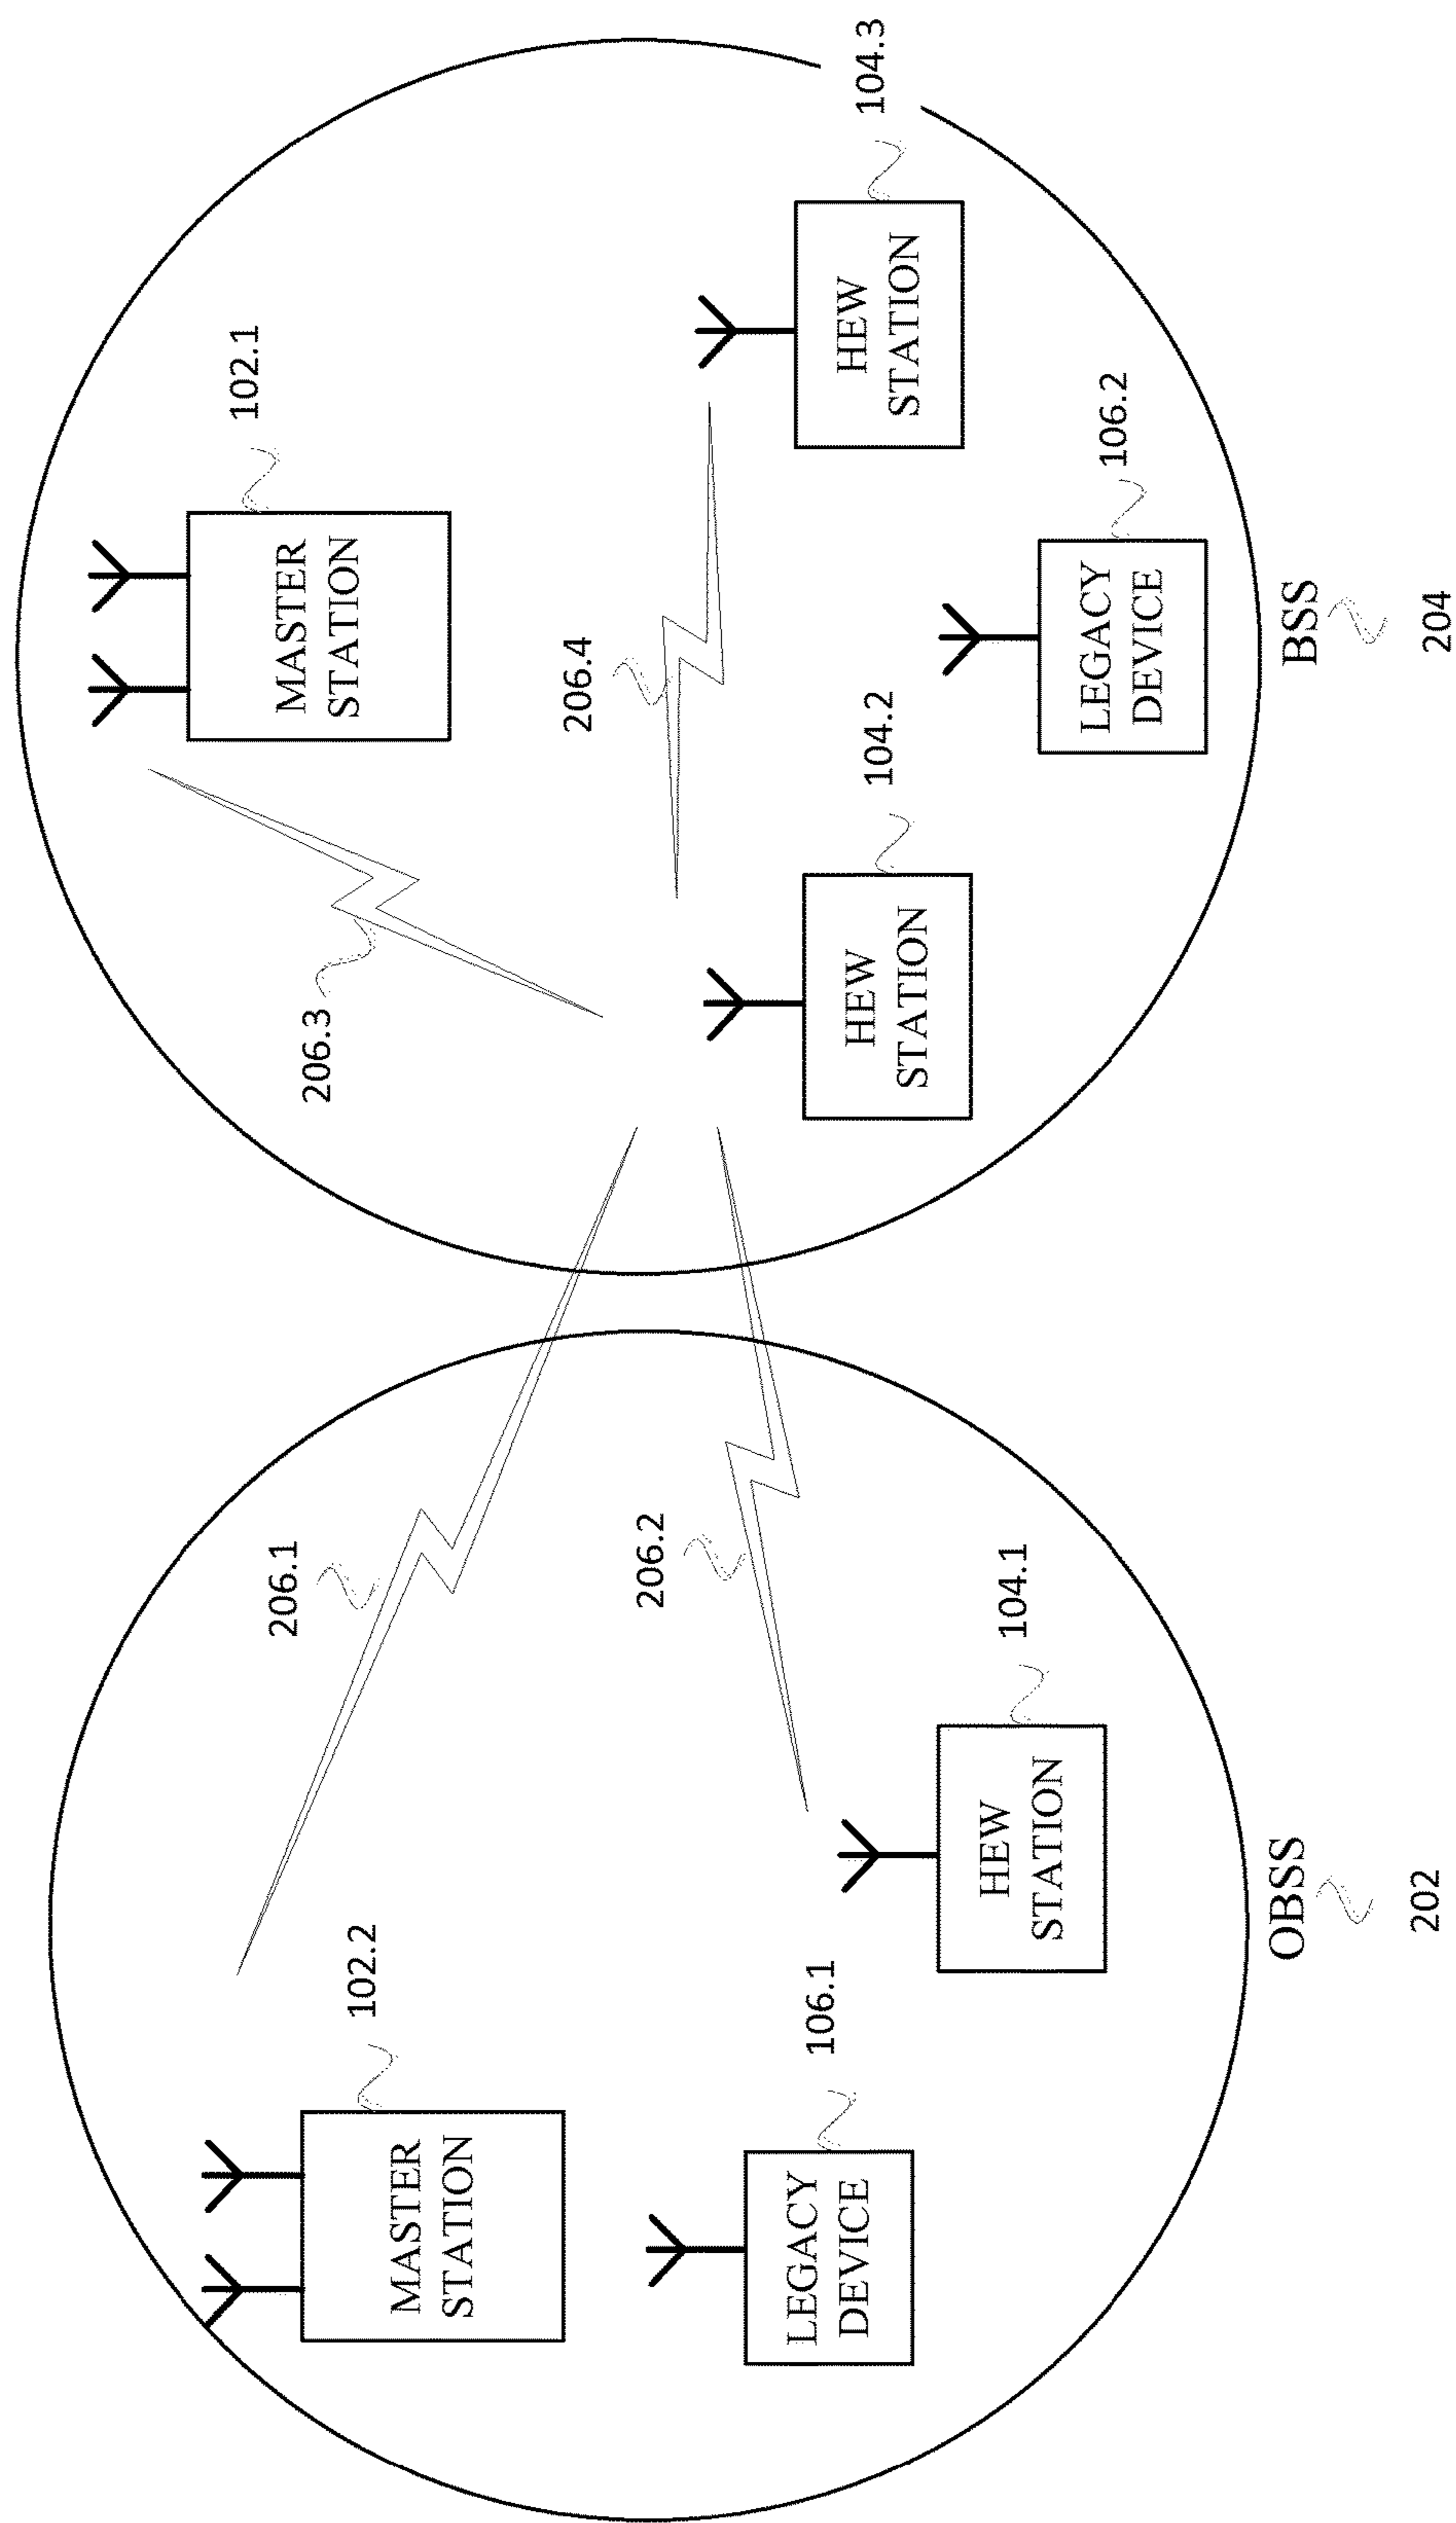 102.2
MASTER
STATION
206.1
106.1
LEGACY
DEVICE
206.2
104.1
HEW
STATION
OBSS
202
102.1
MASTER
STATION
206.3
206.4
104.2
HEW
STATION
104.3
HEW
STATION
106.2
LEGACY
DEVICE
BSS
204